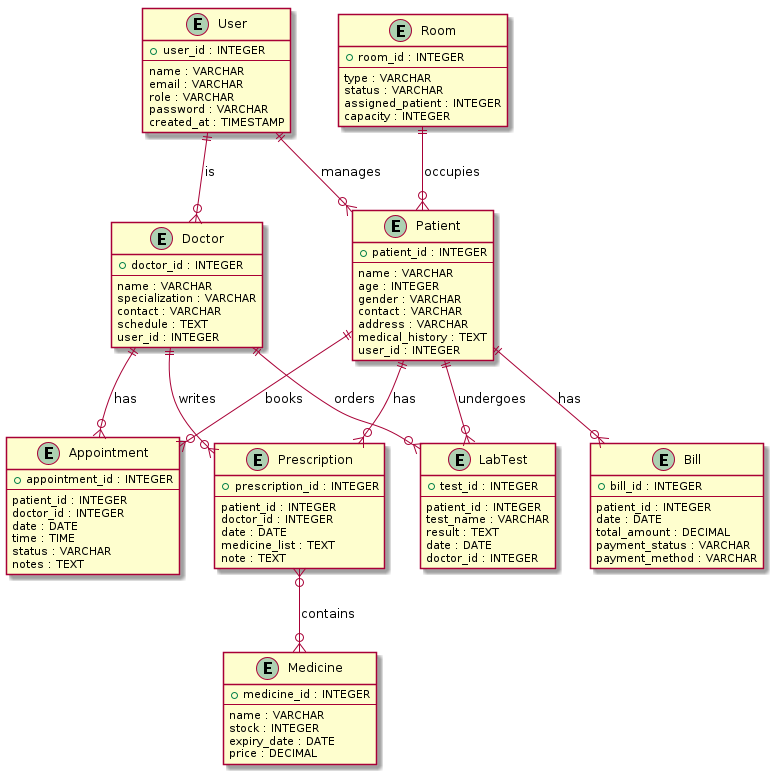 E User
user_id : INTEGER
name : VARCHAR
email : VARCHAR
role : VARCHAR
password : VARCHAR
created_at : TIMESTAMP
E Room
room_id : INTEGER
type : VARCHAR
status : VARCHAR
assigned_patient : INTEGER
capacity : INTEGER
is
manages
occupies
E Doctor
doctor_id : INTEGER
name : VARCHAR
specialization : VARCHAR
contact : VARCHAR
schedule : TEXT
user_id : INTEGER
E Patient
patient_id : INTEGER
name : VARCHAR
age : INTEGER
gender : VARCHAR
contact : VARCHAR
address : VARCHAR
medical_history : TEXT
user_id : INTEGER
has
writes
books
orders
has
undergoes
has
E Appointment
appointment_id : INTEGER
patient_id : INTEGER
doctor_id : INTEGER
date : DATE
time : TIME
status : VARCHAR
notes : TEXT
E Prescription
prescription_id : INTEGER
patient_id : INTEGER
doctor_id : INTEGER
date : DATE
medicine_list : TEXT
note : TEXT
E LabTest
test_id : INTEGER
patient_id : INTEGER
test_name : VARCHAR
result : TEXT
date : DATE
doctor_id : INTEGER
E Bill
bill_id : INTEGER
patient_id : INTEGER
date : DATE
total_amount : DECIMAL
payment_status : VARCHAR
payment_method : VARCHAR
contains
E Medicine
medicine_id : INTEGER
name : VARCHAR
stock : INTEGER
expiry_date : DATE
price : DECIMAL